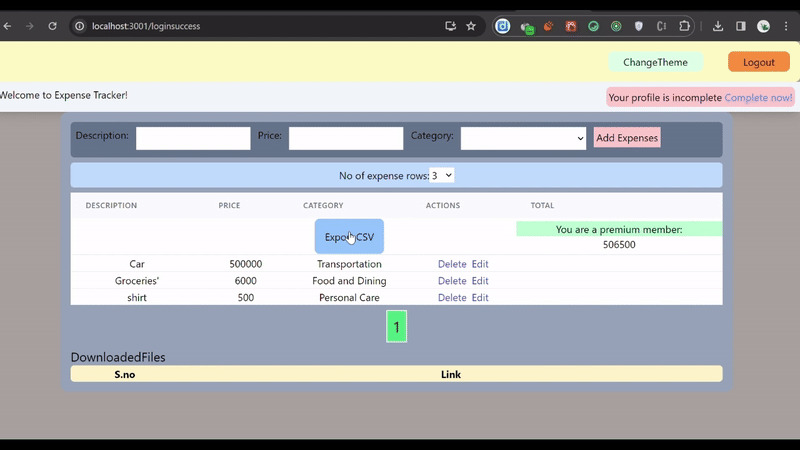 localhost:3001/loginsuccess
ChangeTheme Logout
Welcome to Expense Tracker!
Your profile is incomplete Complete now!
Description: Price: Category: Add Expenses
No of expense rows: 3
DESCRIPTION PRICE CATEGORY ACTIONS TOTAL
You are a premium member:
CSV
506500
Car 500000 Transportation Delete Edit
Groceries' 6000 Food and Dining Delete Edit
shirt 500 Personal Care Delete Edit
1
DownloadedFiles
S.no Link